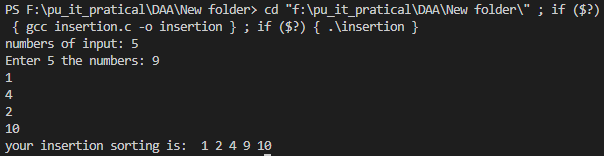 PS F:\pu_it_pratical\DAA\New folder> cd "f:\pu_it_pratical\DAA\New folder\" ; if ($?)
{ gcc insertion.c -o insertion } ; if ($?) { .\insertion }
numbers of input: 5
Enter 5 the numbers: 9
1
4
2
10
your insertion sorting is:  1 2 4 9 10